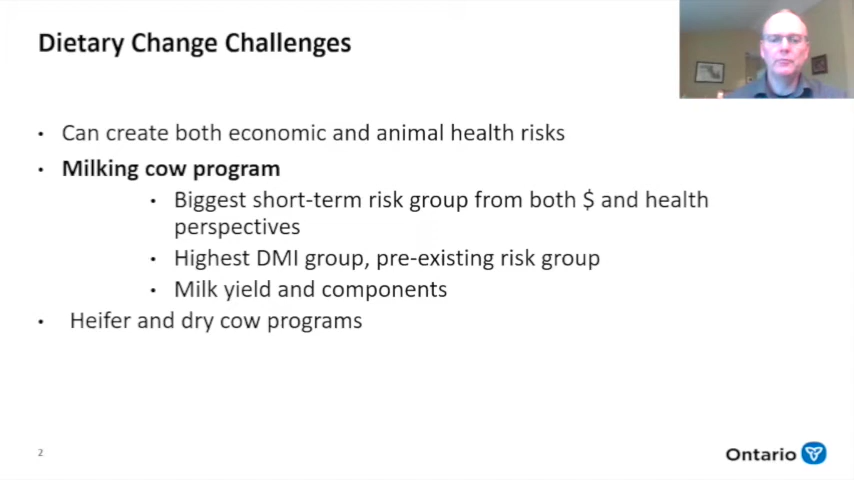 Dietary Change Challenges
• Can create both economic and animal health risks
• Milking cow program
• Biggest short-term risk group from both $ and health
perspectives
• Highest DMI group, pre-existing risk group
• Milk yield and components
• Heifer and dry cow programs
2
Ontario